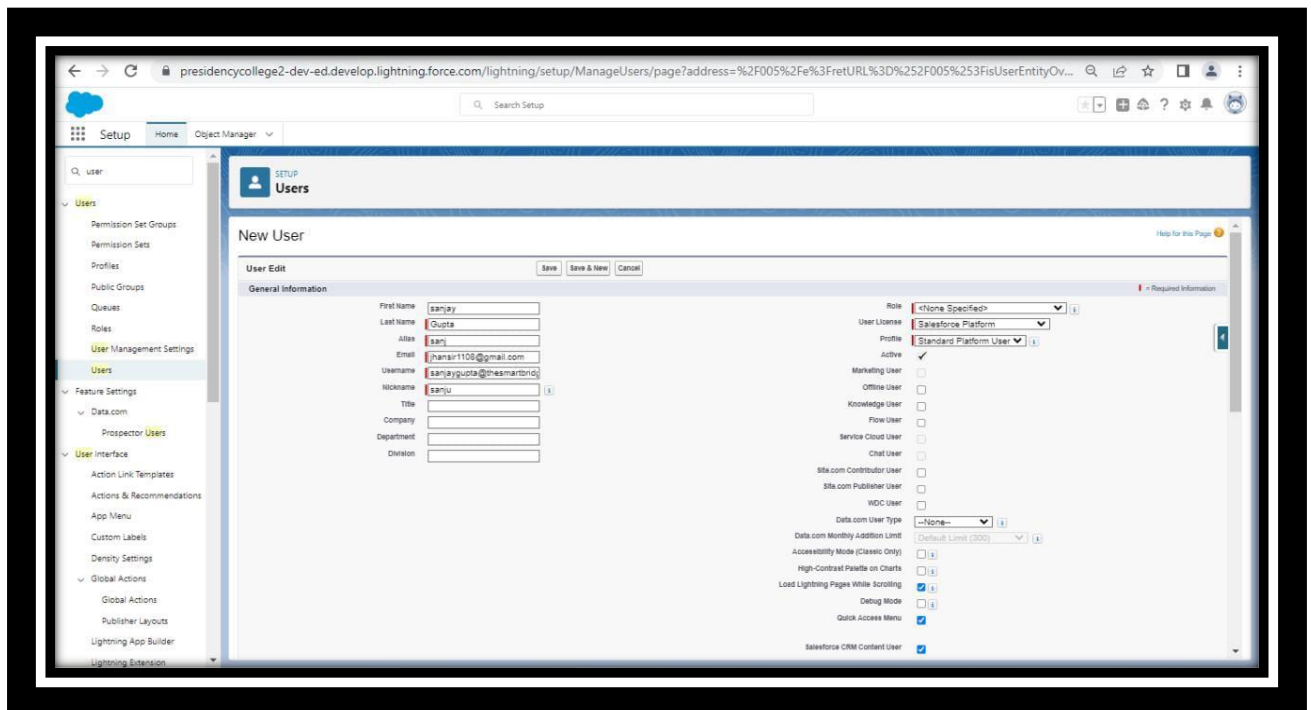 presidencycollege2-dev-ed.develop.lightning.force.com/lightning/setup/ManageUsers/page?address=%2F005%2Fe%3FretURL%3D%252F005%253FisUserEntityOv...
Search Setup
Setup Home Object Manager
user
Users
Permission Set Groups
Permission Sets
Profiles
Public Groups
Queues
Roles
User Management Settings
Users
Feature Settings
Data.com
Prospector Users
User Interface
Action Link Templates
Actions & Recommendations
App Menu
Custom Labels
Density Settings
Global Actions
Global Actions
Publisher Layouts
Lightning App Builder
Lightning Extension
SETUP
Users
New User
Help for this Page
User Edit Save Save & New Cancel
General Information
= Required Information
First Name sanjay
Last Name Gupta
Alias sanj
Email jhansir1108@gmail.com
Username sanjaygupta@thesmartbridg
Nickname sanju
Title
Company
Department
Division
Role <None Specified>
User License Salesforce Platform
Profile Standard Platform User
Active
Marketing User
Offline User
Knowledge User
Flow User
Service Cloud User
Chat User
Site.com Contributor User
Site.com Publisher User
WDC User
Data.com User Type --None--
Data.com Monthly Addition Limit Default Limit (300)
Accessibility Mode (Classic Only)
High-Contrast Palette on Charts
Load Lightning Pages While Scrolling
Debug Mode
Quick Access Menu
Salesforce CRM Content User